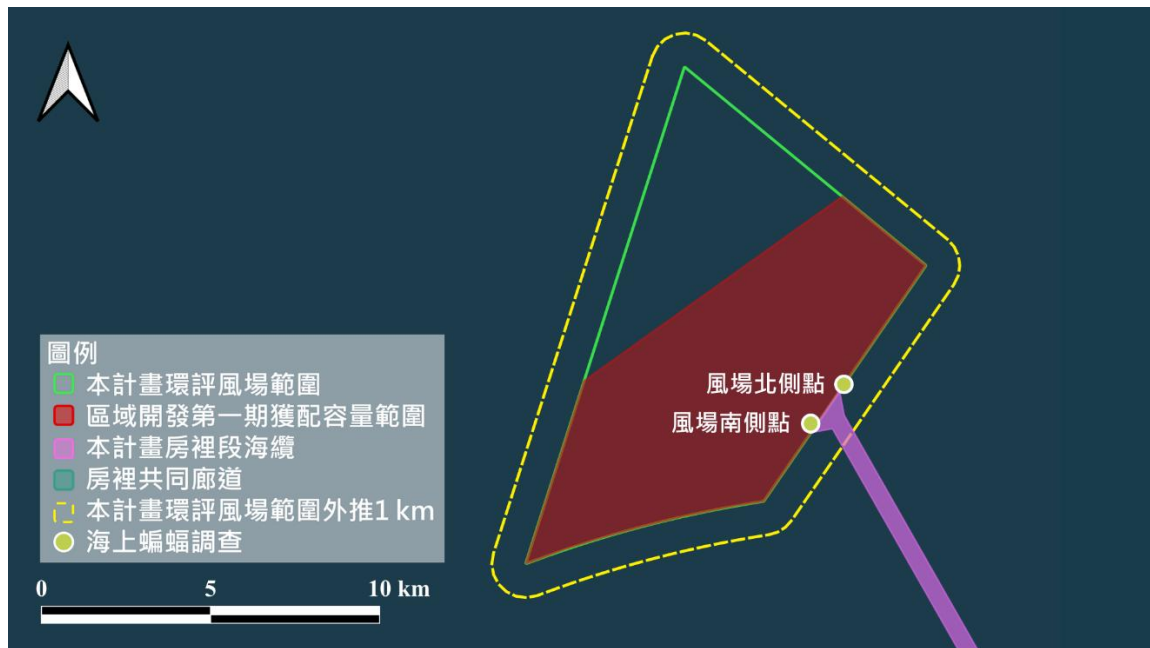 風場北側點
風場南側點
圖例
本計畫環評風場範圍
區域開發第一期獲配容量範圍
本計畫房裡段海纜
房裡共同廊道
本計畫環評風場範圍外推1 km
海上蝙蝠調查
0 5 10 km